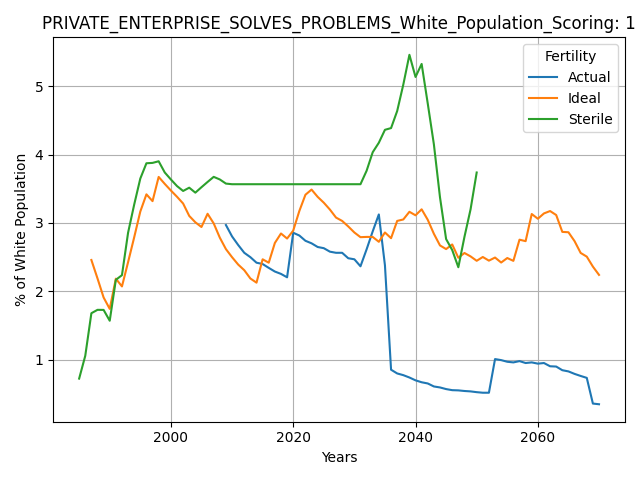 PRIVATE_ENTERPRISE_SOLVES_PROBLEMS_White_Population_Scoring: 1
Fertility
Actual
Ideal
Sterile
% of White Population
5
4
3
2
1
2000
2020
2040
2060
Years